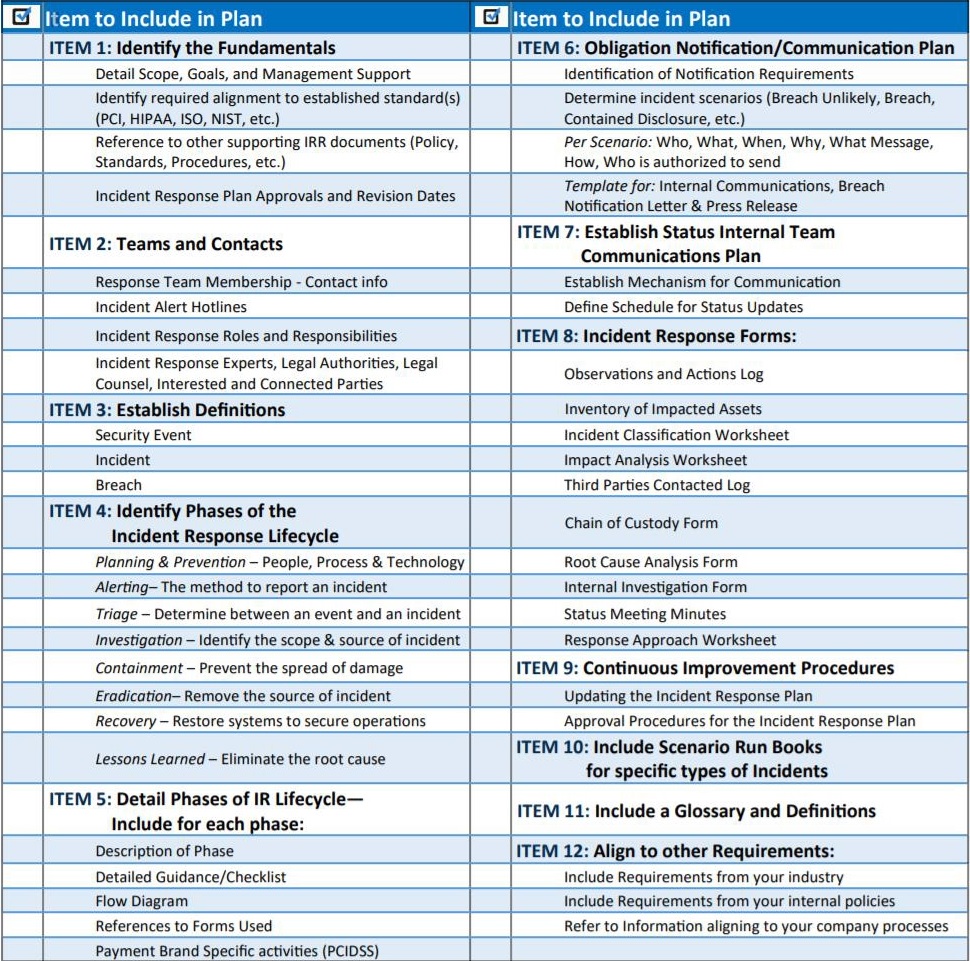 Item to Include in Plan
ITEM 1: Identify the Fundamentals
Detail Scope, Goals, and Management Support
Identify required alignment to established standard(s)
(PCI, HIPAA, ISO, NIST, etc.)
Reference to other supporting IRR documents (Policy,
Standards, Procedures, etc.)
Incident Response Plan Approvals and Revision Dates
ITEM 2: Teams and Contacts
Response Team Membership - Contact info
Incident Alert Hotlines
Incident Response Roles and Responsibilities
Incident Response Experts, Legal Authorities, Legal
Counsel, Interested and Connected Parties
ITEM 3: Establish Definitions
Security Event
Incident
Breach
ITEM 4: Identify Phases of the
Incident Response Lifecycle
Planning & Prevention – People, Process & Technology
Alerting– The method to report an incident
Triage – Determine between an event and an incident
Investigation – Identify the scope & source of incident
Containment – Prevent the spread of damage
Eradication– Remove the source of incident
Recovery – Restore systems to secure operations
Lessons Learned – Eliminate the root cause
ITEM 5: Detail Phases of IR Lifecycle—
Include for each phase:
Description of Phase
Detailed Guidance/Checklist
Flow Diagram
References to Forms Used
Payment Brand Specific activities (PCIDSS)
Item to Include in Plan
ITEM 6: Obligation Notification/Communication Plan
Identification of Notification Requirements
Determine incident scenarios (Breach Unlikely, Breach,
Contained Disclosure, etc.)
Per Scenario: Who, What, When, Why, What Message,
How, Who is authorized to send
Template for: Internal Communications, Breach
Notification Letter & Press Release
ITEM 7: Establish Status Internal Team
Communications Plan
Establish Mechanism for Communication
Define Schedule for Status Updates
ITEM 8: Incident Response Forms:
Observations and Actions Log
Inventory of Impacted Assets
Incident Classification Worksheet
Impact Analysis Worksheet
Third Parties Contacted Log
Chain of Custody Form
Root Cause Analysis Form
Internal Investigation Form
Status Meeting Minutes
Response Approach Worksheet
ITEM 9: Continuous Improvement Procedures
Updating the Incident Response Plan
Approval Procedures for the Incident Response Plan
ITEM 10: Include Scenario Run Books
for specific types of Incidents
ITEM 11: Include a Glossary and Definitions
ITEM 12: Align to other Requirements:
Include Requirements from your industry
Include Requirements from your internal policies
Refer to Information aligning to your company processes